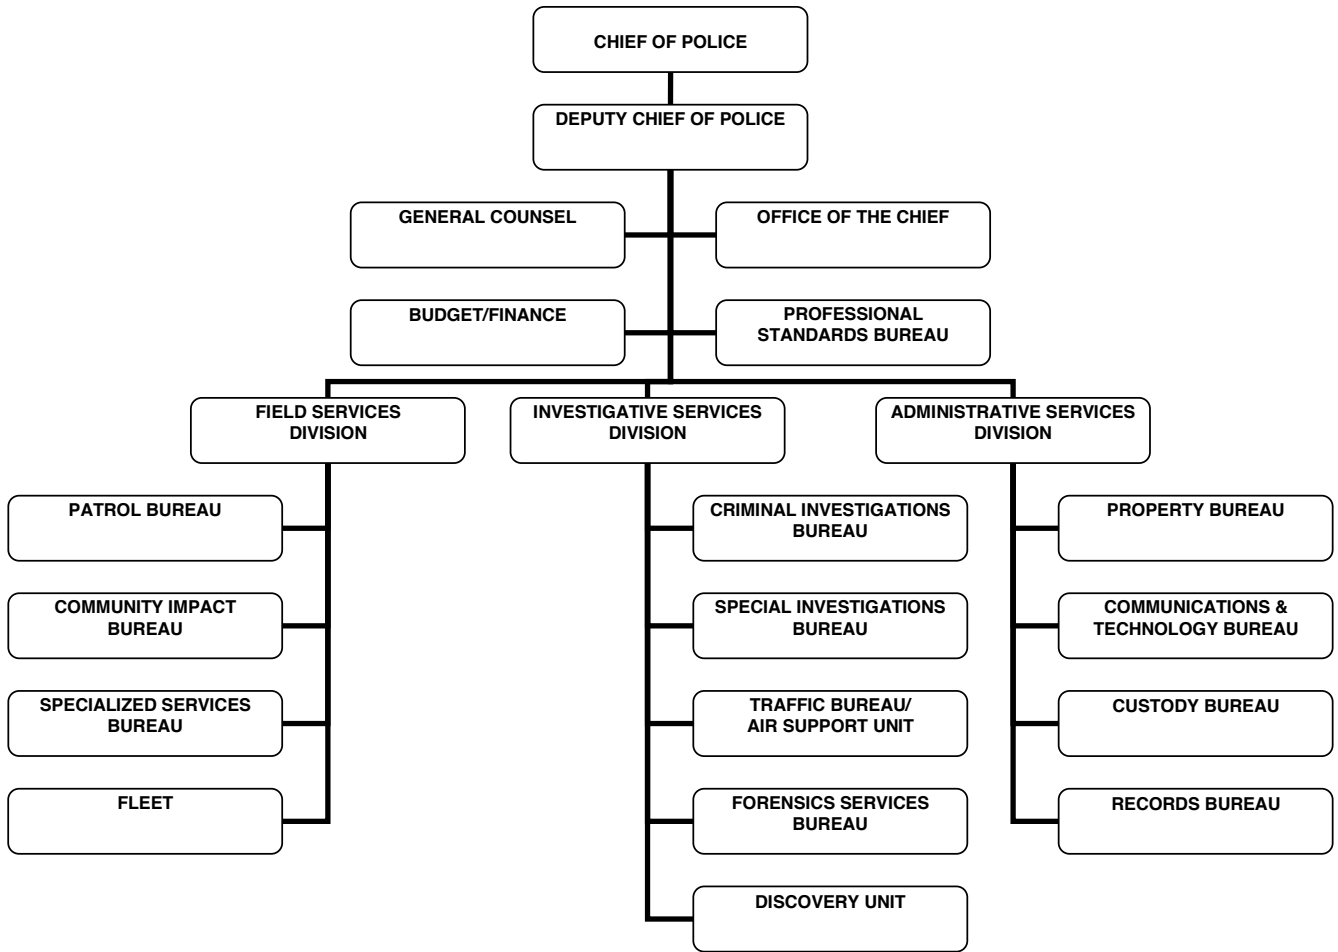 CHIEF OF POLICE
DEPUTY CHIEF OF POLICE
GENERAL COUNSEL
OFFICE OF THE CHIEF
BUDGET/FINANCE
PROFESSIONAL
STANDARDS BUREAU
FIELD SERVICES
DIVISION
INVESTIGATIVE SERVICES
DIVISION
ADMINISTRATIVE SERVICES
DIVISION
PATROL BUREAU
COMMUNITY IMPACT
BUREAU
SPECIALIZED SERVICES
BUREAU
FLEET
CRIMINAL INVESTIGATIONS
BUREAU
SPECIAL INVESTIGATIONS
BUREAU
TRAFFIC BUREAU/
AIR SUPPORT UNIT
FORENSICS SERVICES
BUREAU
DISCOVERY UNIT
PROPERTY BUREAU
COMMUNICATIONS &
TECHNOLOGY BUREAU
CUSTODY BUREAU
RECORDS BUREAU